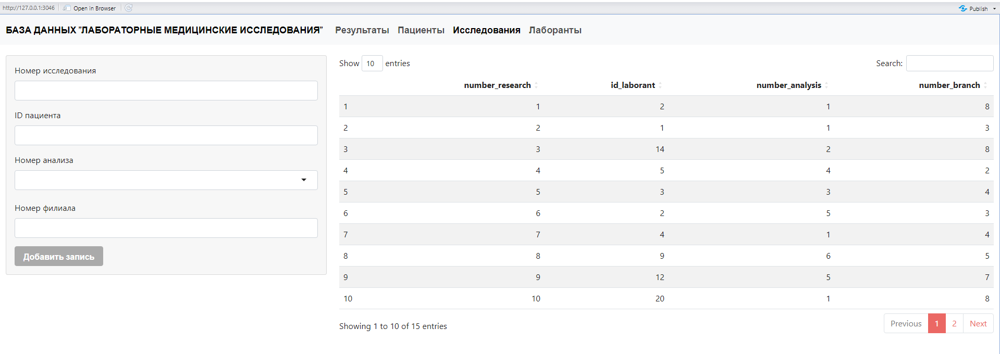 http://127.0.0.1:3046 Open in Browser Publish
БАЗА ДАННЫХ "ЛАБОРАТОРНЫЕ МЕДИЦИНСКИЕ ИССЛЕДОВАНИЯ" Результаты Пациенты Исследования Лаборанты
Номер исследования
ID пациента
Номер анализа
Номер филиала
Добавить запись
Show 10 entries Search:
number_research id_laborant number_analysis number_branch
1 1 2 1 8
2 2 1 1 3
3 3 14 2 8
4 4 5 4 2
5 5 3 3 4
6 6 2 5 3
7 7 4 1 4
8 8 9 6 5
9 9 12 5 7
10 10 20 1 8
Showing 1 to 10 of 15 entries Previous 1 2 Next